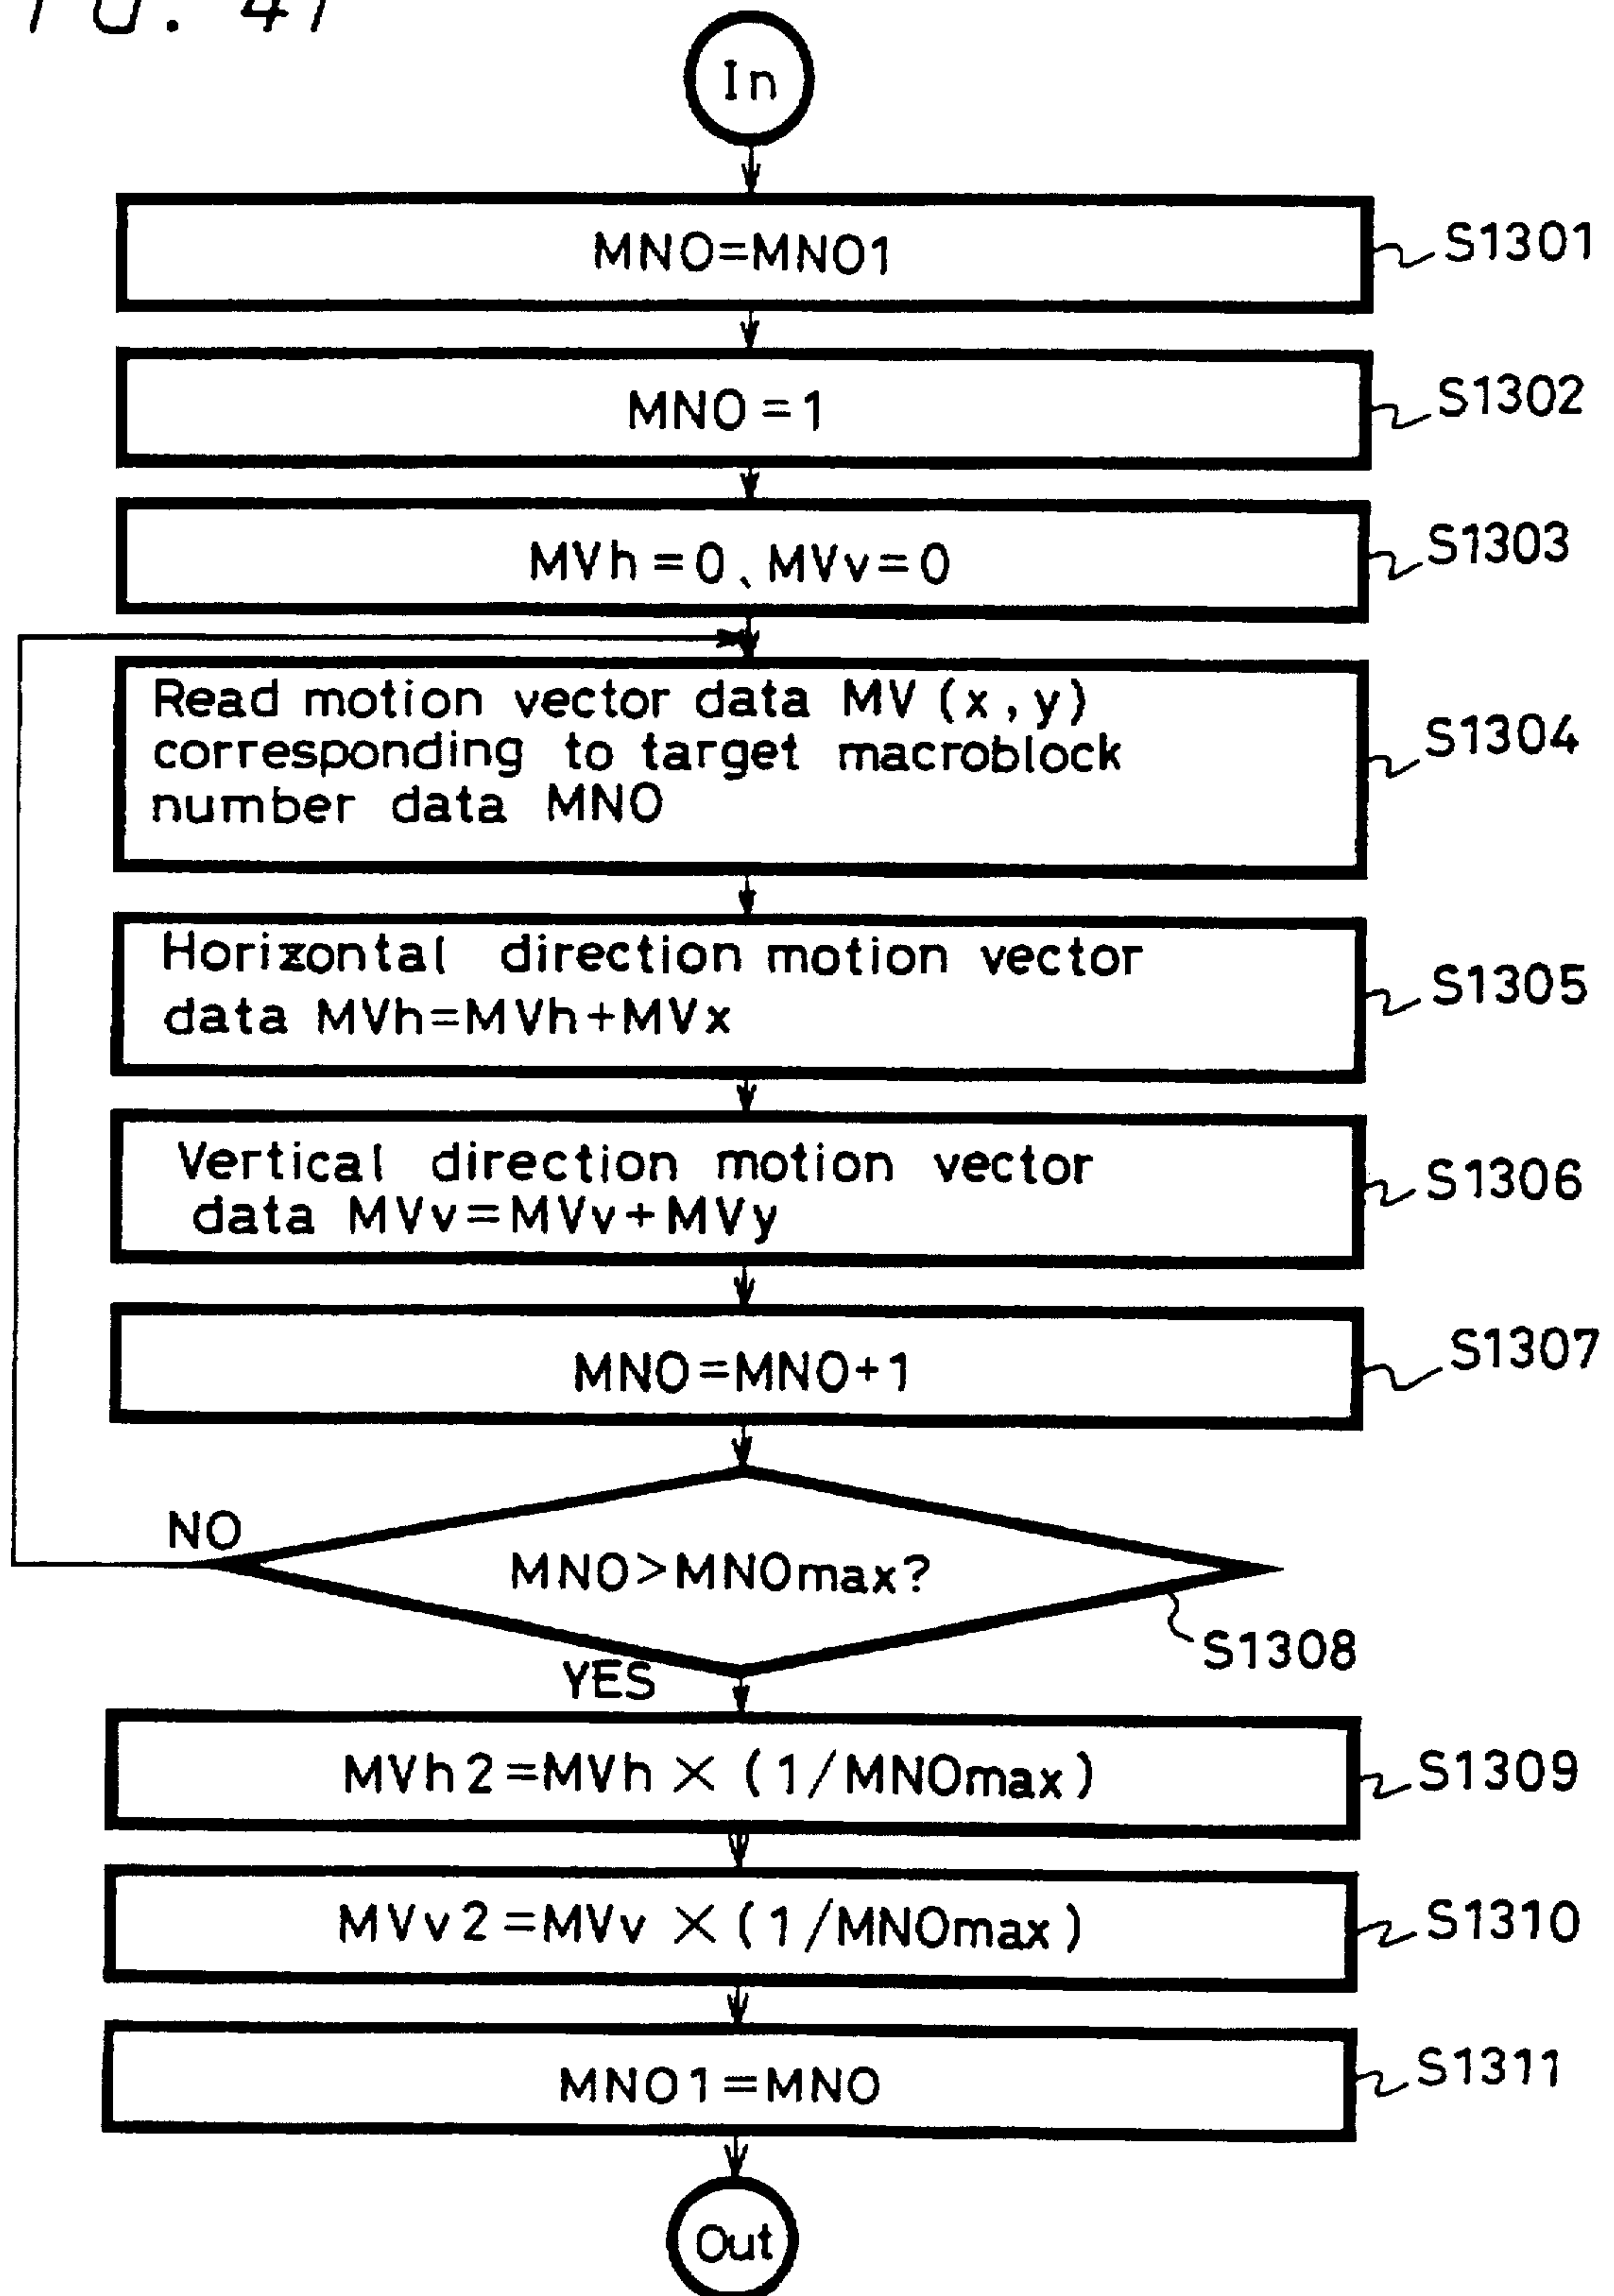 In
MNO=MNO1
S1301
MNO=1
S1302
MVh=0、MVv=0
S1303
Read motion vector data MV(x,y)
corresponding to target macroblock
number data MNO
S1304
Horizontal direction motion vector
data MVh=MVh+MVx
S1305
Vertical direction motion vector
data MVv=MVv+MVy
S1306
MNO=MNO+1
S1307
NO
MNO>MNOmax?
S1308
YES
MVh2=MVh×(1/MNOmax)
S1309
MVv2=MVv×(1/MNOmax)
S1310
MNO1=MNO
S1311
Out